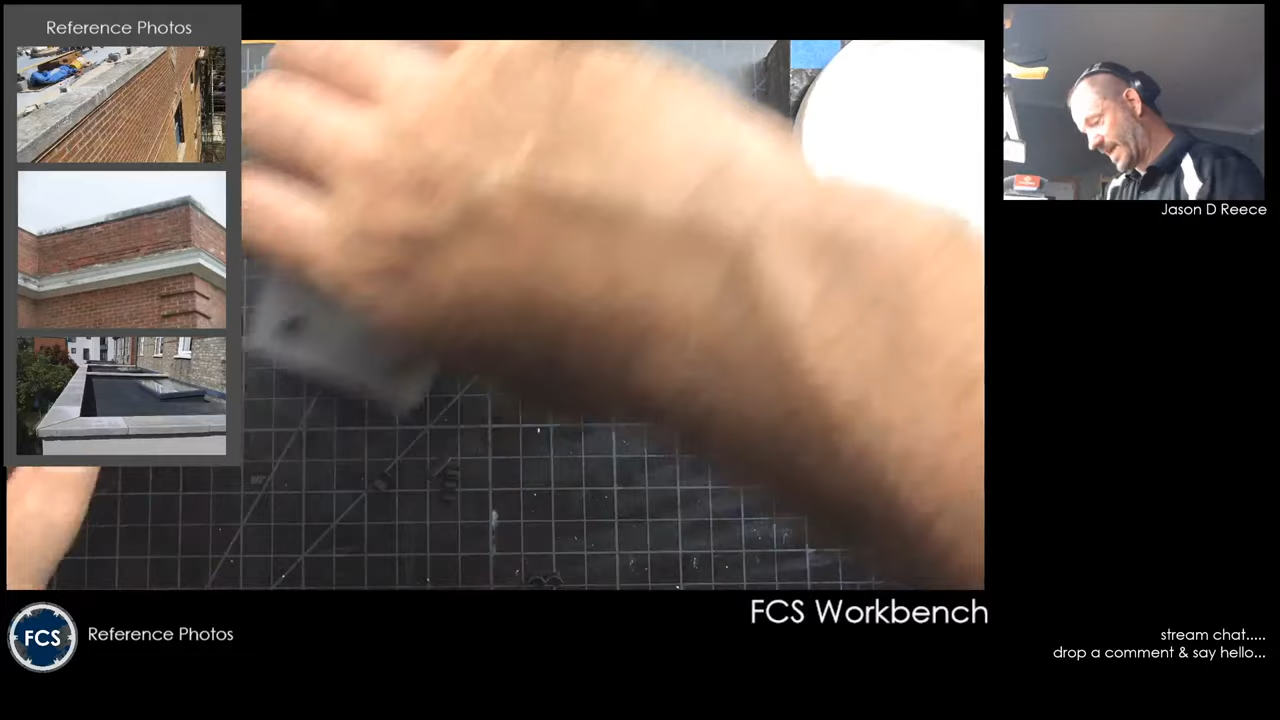 Reference Photos
Jason D Reece
FCS Workbench
FCS
Reference Photos
stream chat.....
drop a comment & say hello...